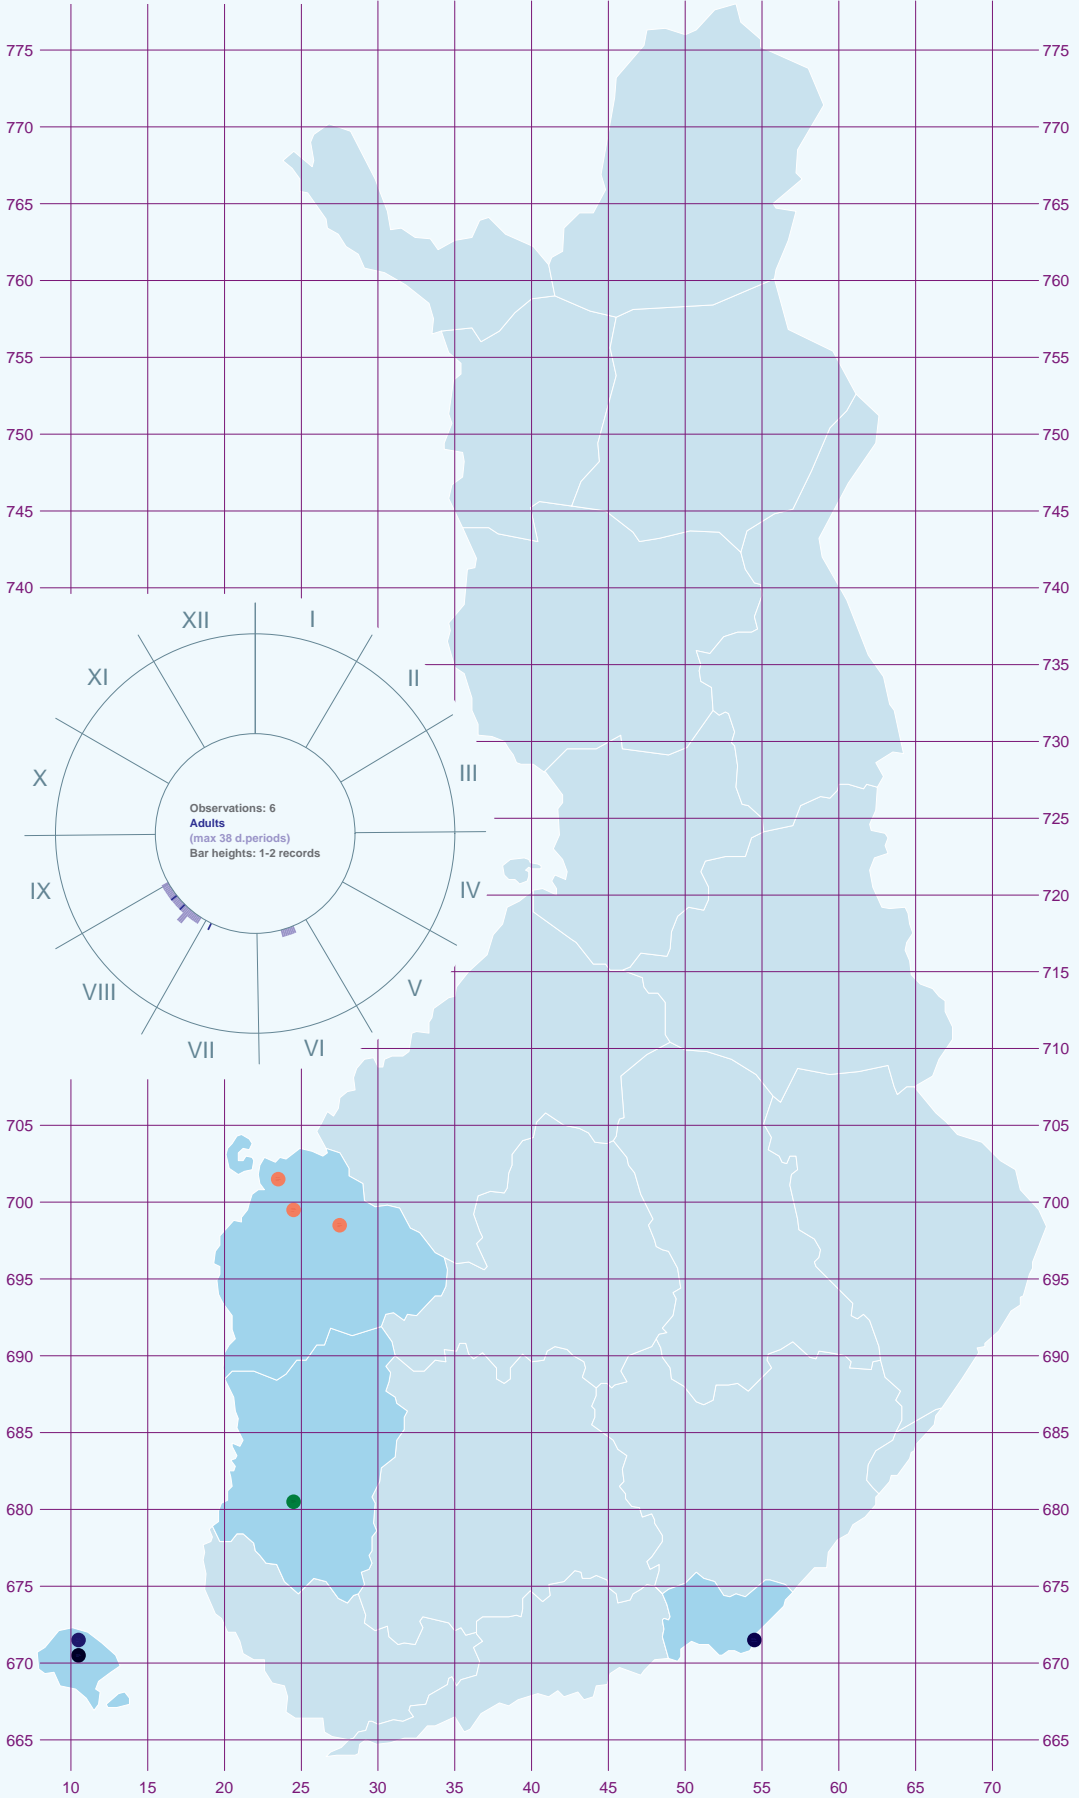 775 775
770 770
765 765
760 760
755 755
750 750
745 745
740 740
XII I
XI II
735
730
X III
725
Observations: 6
Adults
(max 38 d.periods)
Bar heights: 1-2 records
IX IV 720
VIII V
715
VII VI 710
705 705
700 700
695 695
690 690
685 685
680 680
675 675
670 670
665 665
10 15 20 25 30 35 40 45 50 55 60 65 70